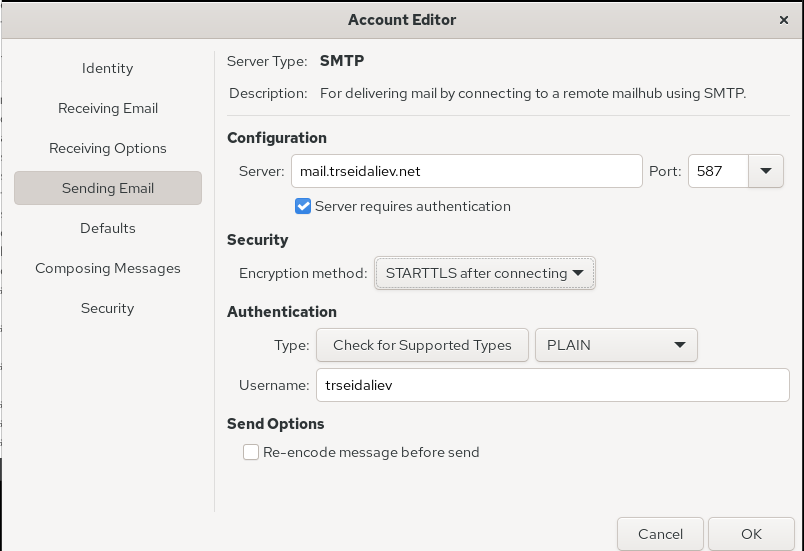 Account Editor
Identity
Receiving Email
Receiving Options
Sending Email
Defaults
Composing Messages
Security
Server Type: SMTP
Description: For delivering mail by connecting to a remote mailhub using SMTP.
Configuration
Server: mail.trseidaliev.net Port: 587
Server requires authentication
Security
Encryption method: STARTTLS after connecting
Authentication
Type: Check for Supported Types PLAIN
Username: trseidaliev
Send Options
Re-encode message before send
Cancel OK